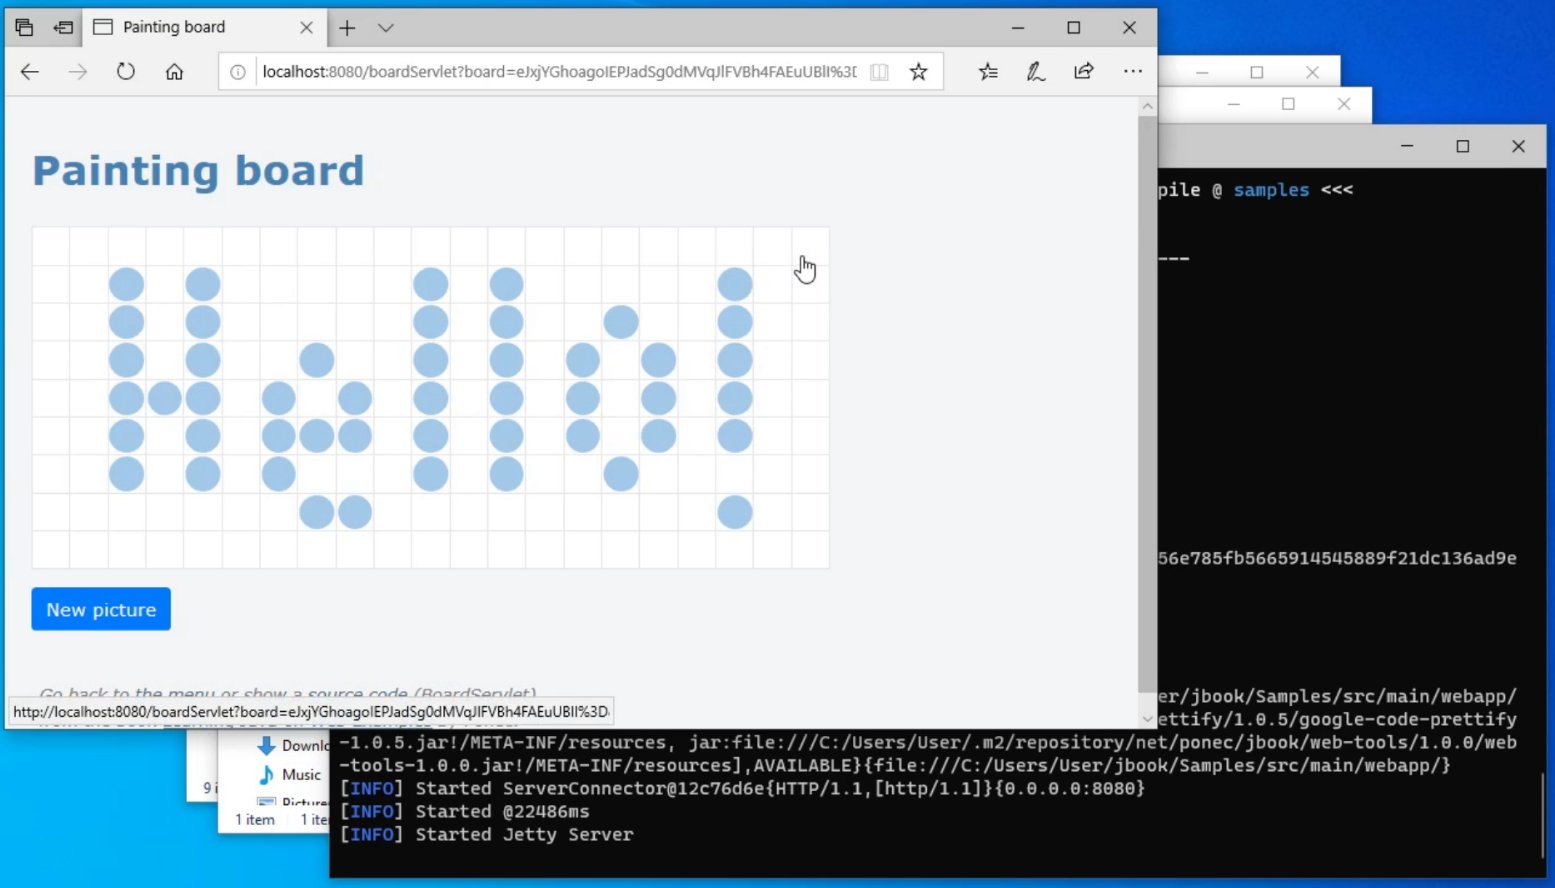 Painting board
localhost:8080/boardServlet?board=eJxjYGhoagoIEPJadSg0dMVqJlFVBh4FAEuUBlI%3D
Painting board
Hello!
New picture
Go back to the menu or show a source code (BoardServlet)
http://localhost:8080/boardServlet?board=eJxjYGhoagoIEPJadSg0dMVqJlFVBh4FAEuUBlI%3D
pile @ samples <<<
---
56e785fb5665914545889f21dc136ad9e
er/jbook/Samples/src/main/webapp/
ettify/1.0.5/google-code-prettify
-1.0.5.jar!/META-INF/resources, jar:file:///C:/Users/User/.m2/repository/net/ponec/jbook/web-tools/1.0.0/web
-tools-1.0.0.jar!/META-INF/resources],AVAILABLE}{file:///C:/Users/User/jbook/Samples/src/main/webapp/}
[INFO] Started ServerConnector@12c76d6e{HTTP/1.1,[http/1.1]}{0.0.0.0:8080}
[INFO] Started @22486ms
[INFO] Started Jetty Server
Downlo
Music
Picture
9 i
1 item 1 ite